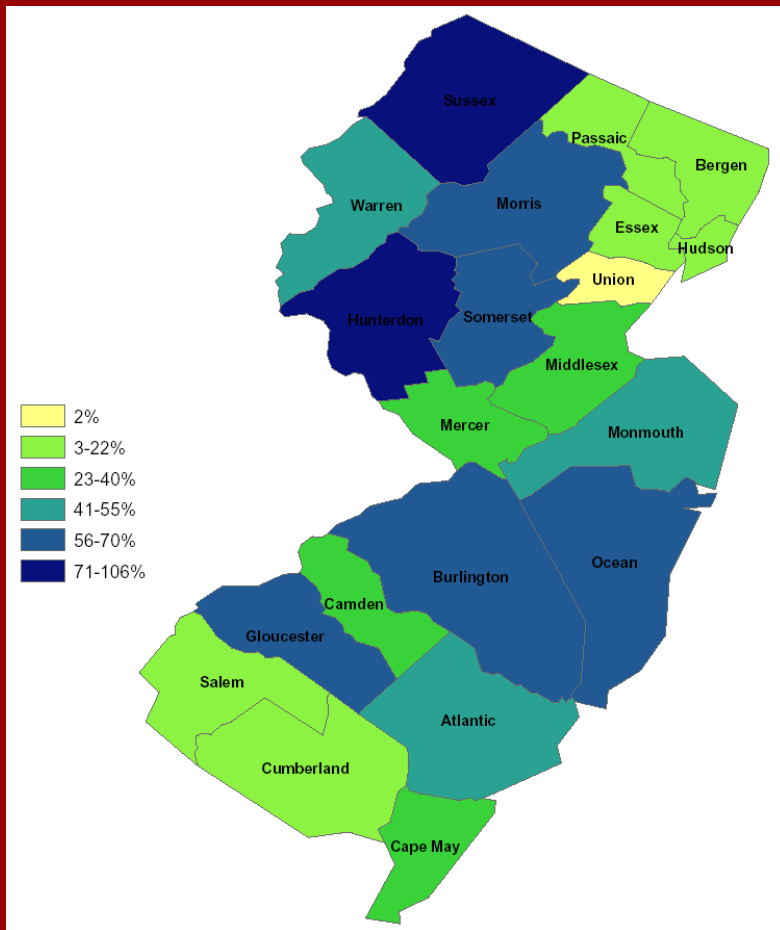 Sussex
Passaic
Bergen
Warren
Morris
Essex
Hudson
Union
Hunterdon
Somerset
Middlesex
Mercer
Monmouth
2%
3-22%
23-40%
41-55%
56-70%
71-106%
Ocean
Burlington
Camden
Gloucester
Salem
Atlantic
Cumberland
Cape May